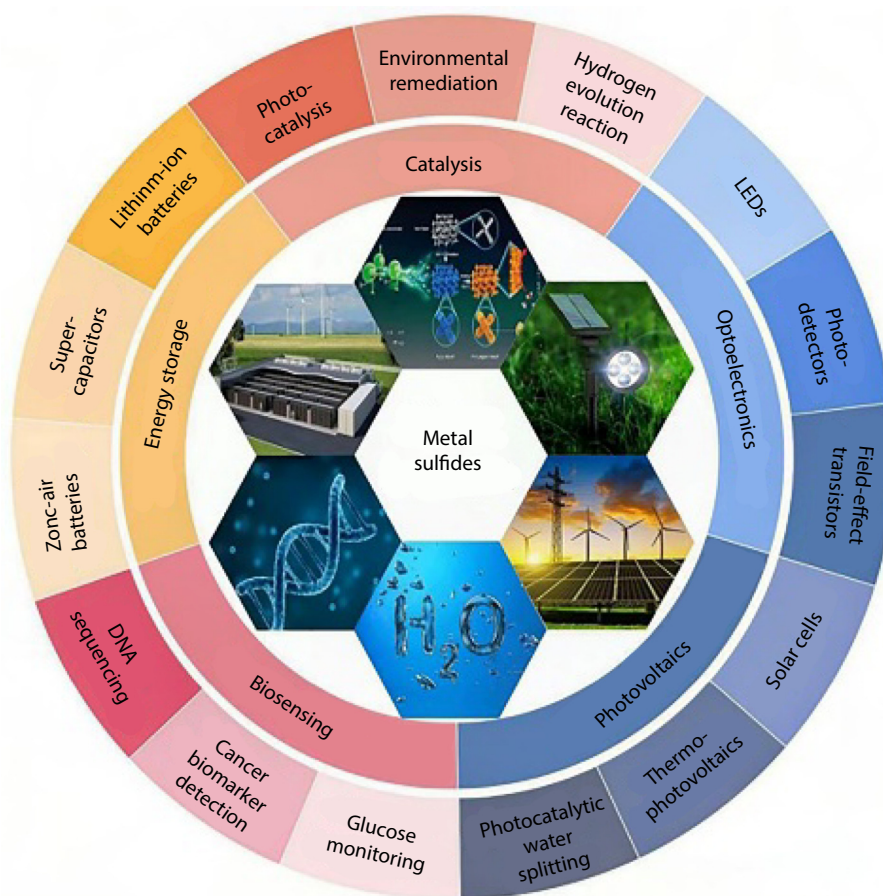 Photo-
catalysis
Environmental
remediation
Hydrogen
evolution
reaction
LEDs
Photo-
detectors
Field-effect
transistors
Solar cells
Thermo-
photovoltaics
Photocatalytic
water
splitting
Glucose
monitoring
Cancer
biomarker
detection
DNA
sequencing
Zonc-air
batteries
Super-
capacitors
Lithinm-ion
batteries
Catalysis
Optoelectronics
Photovoltaics
Biosensing
Energy storage
Metal
sulfides
H2O